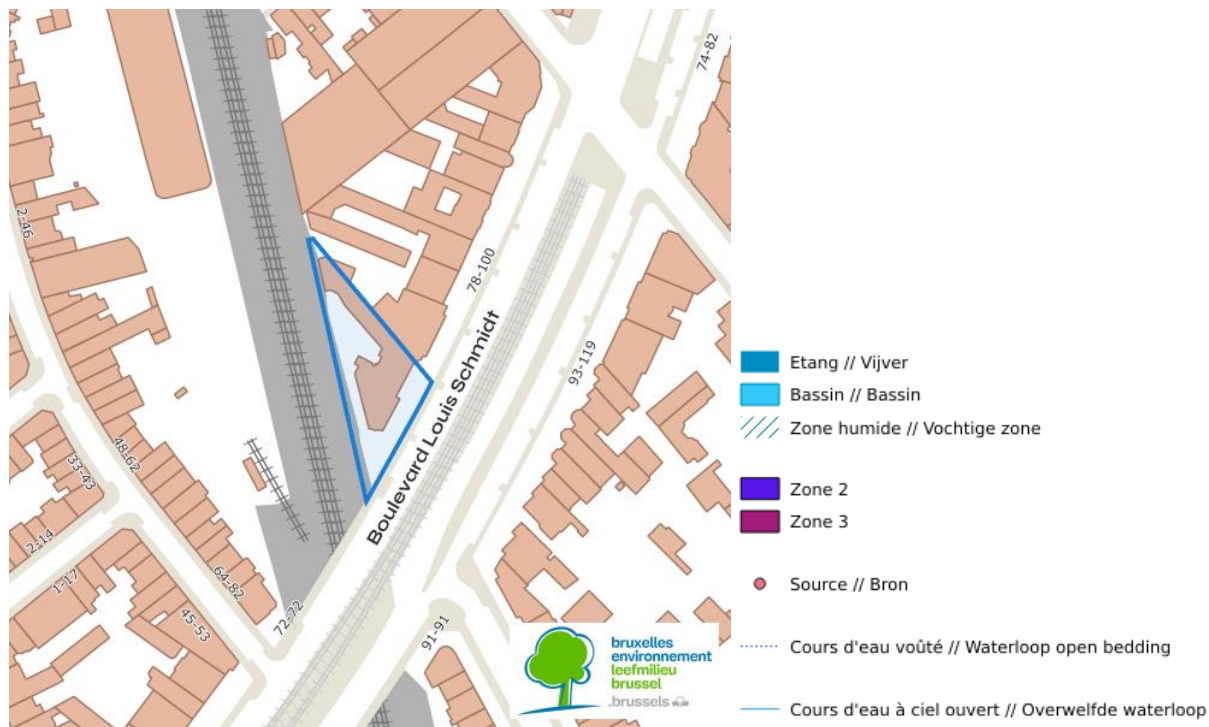 74-82
2-46
78-100
Boulevard Louis Schmidt
93-119
48-62
33-43
2-14
1-17
64-82
45-53
72-72
91-91
bruxelles
environnement
leefmilieu
brussel
.brussels
Etang // Vijver
Bassin // Bassin
Zone humide // Vochtige zone
Zone 2
Zone 3
Source // Bron
Cours d'eau voûté // Waterloop open bedding
Cours d'eau à ciel ouvert // Overwelfde waterloop